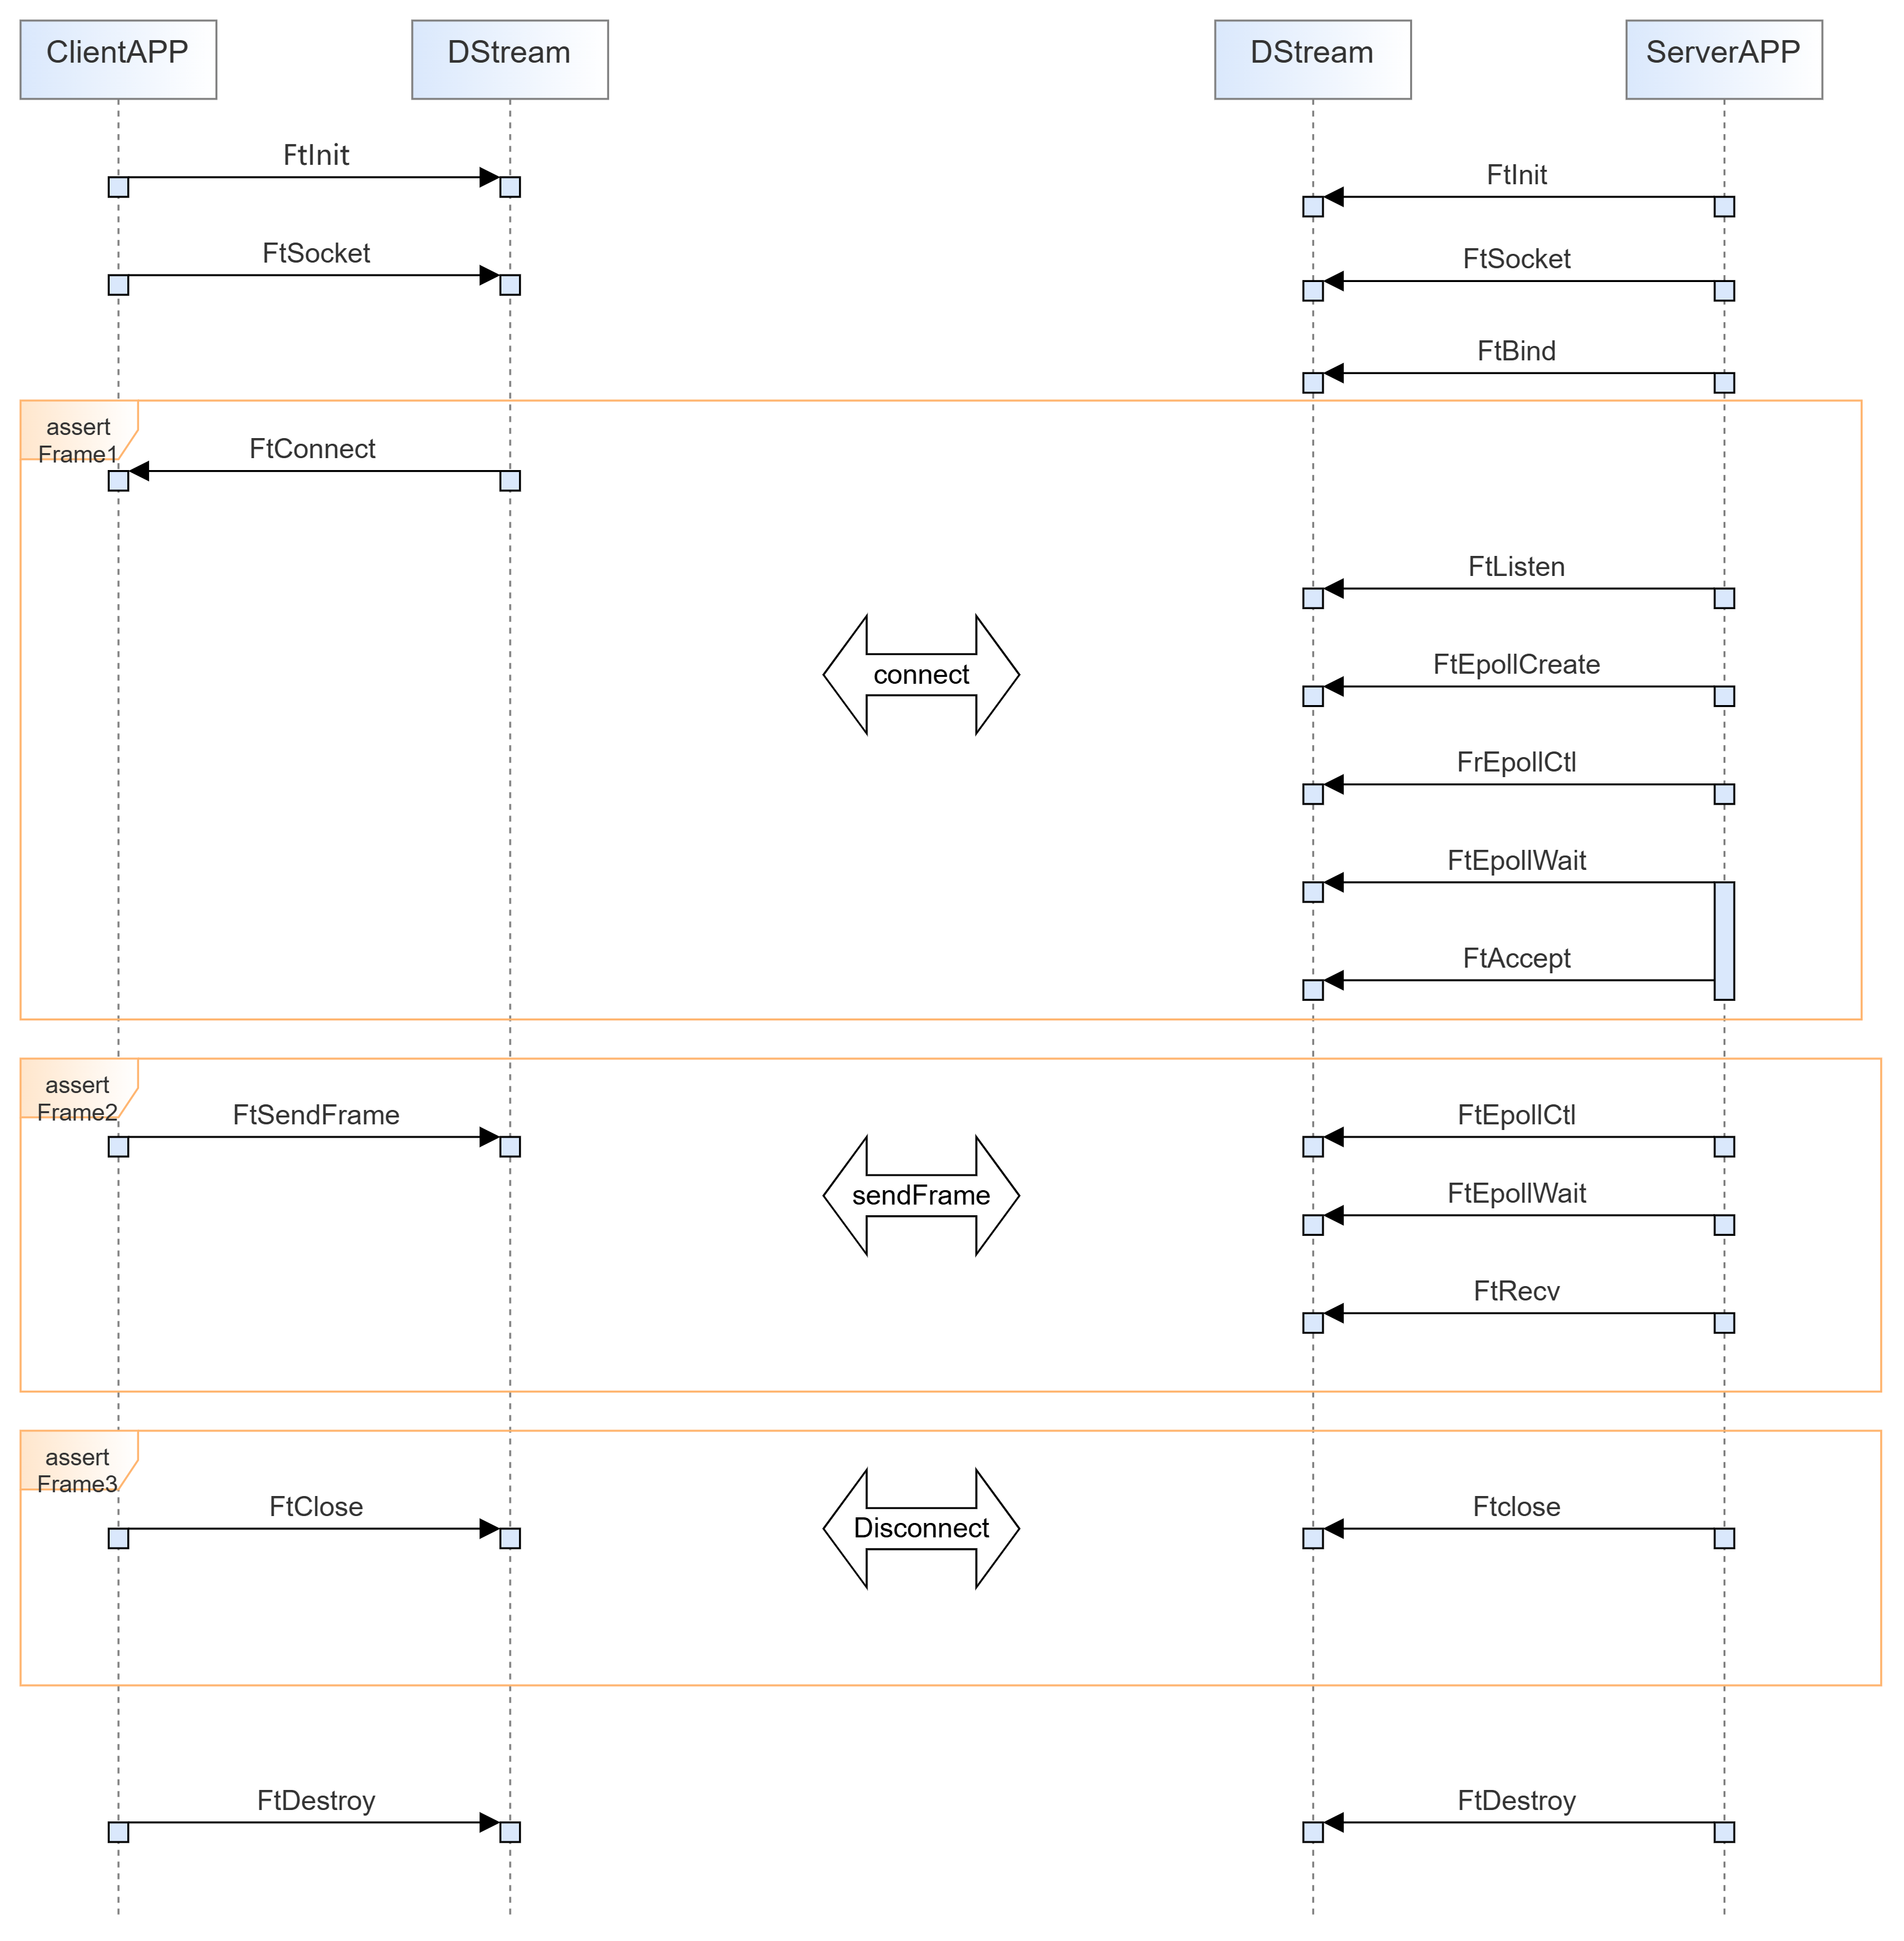 ClientAPP
DStream
DStream
ServerAPP
FtInit
FtInit
FtSocket
FtSocket
FtBind
assert
Frame1
FtConnect
FtListen
connect
FtEpollCreate
FrEpollCtl
FtEpollWait
FtAccept
assert
Frame2
FtSendFrame
FtEpollCtl
sendFrame
FtEpollWait
FtRecv
assert
Frame3
FtClose
Disconnect
Ftclose
FtDestroy
FtDestroy